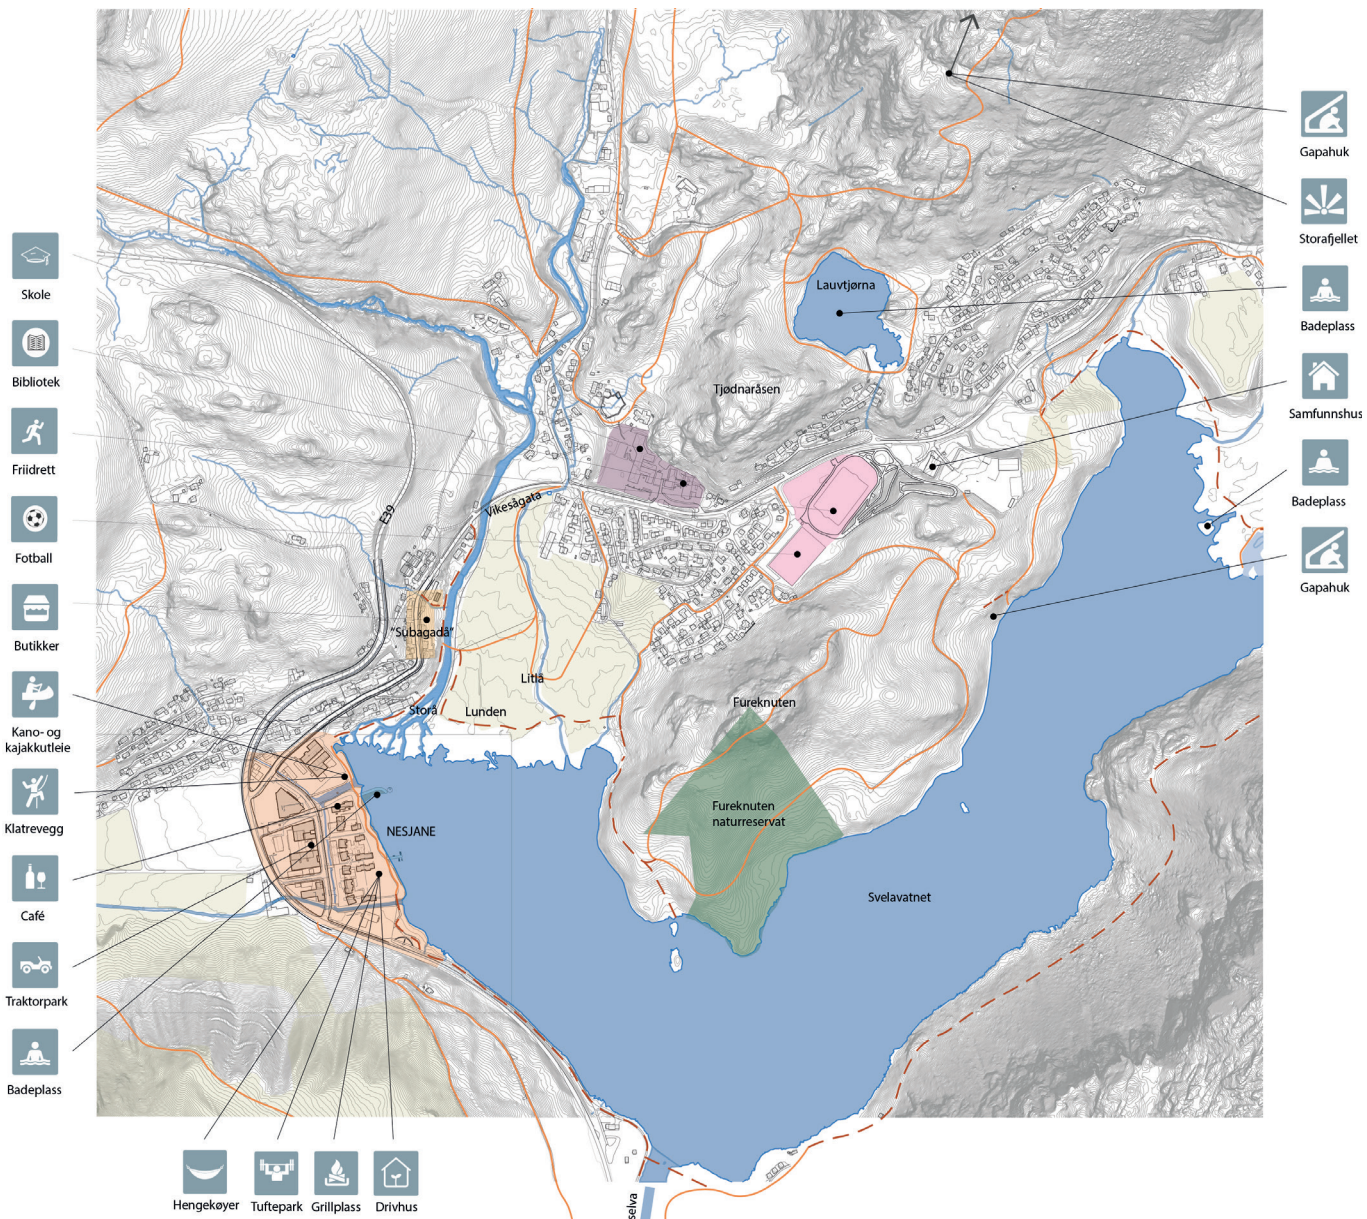 Skole
Bibliotek
Friidrett
Fotball
Butikker
Kano- og
kajakkutleie
Klatrevegg
Café
Traktorpark
Badeplass
Hengekøyer
Tuftepark
Grillplass
Drivhus
Gapahuk
Storafjellet
Badeplass
Samfunnshus
Badeplass
Gapahuk
Lauvtjørna
Tjødnaråsen
Vikesågata
E39
"Subagadå"
Litlå
Storå
Lunden
Fureknuten
Fureknuten
naturreservat
NESJANE
Svelavatnet
selva